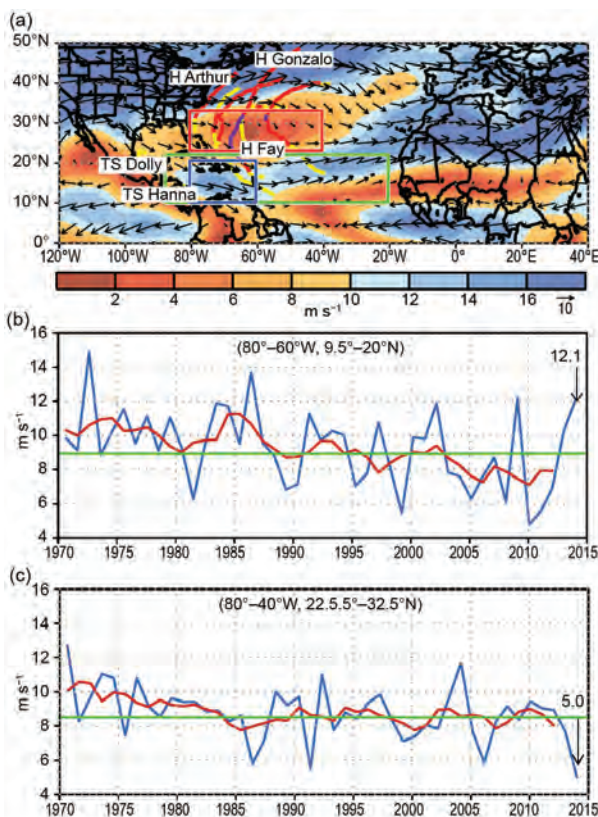 (a)
50°N
40°
30°
20°
10°
0°
H Gonzalo
H Arthur
H Fay
TS Dolly
TS Hanna
120°W 100° 80° 60° 40° 20° 0° 20° 40°E
2 4 6 8 10 12 14 16 10
m s⁻¹
(b)
16
14
12
10
8
6
4
m s⁻¹
(80°–60°W, 9.5°–20°N)
12.1
1970 1975 1980 1985 1990 1995 2000 2005 2010 2015
(c)
16
14
12
10
8
6
4
m s⁻¹
(80°–40°W, 22.5.5°–32.5°N)
5.0
1970 1975 1980 1985 1990 1995 2000 2005 2010 2015